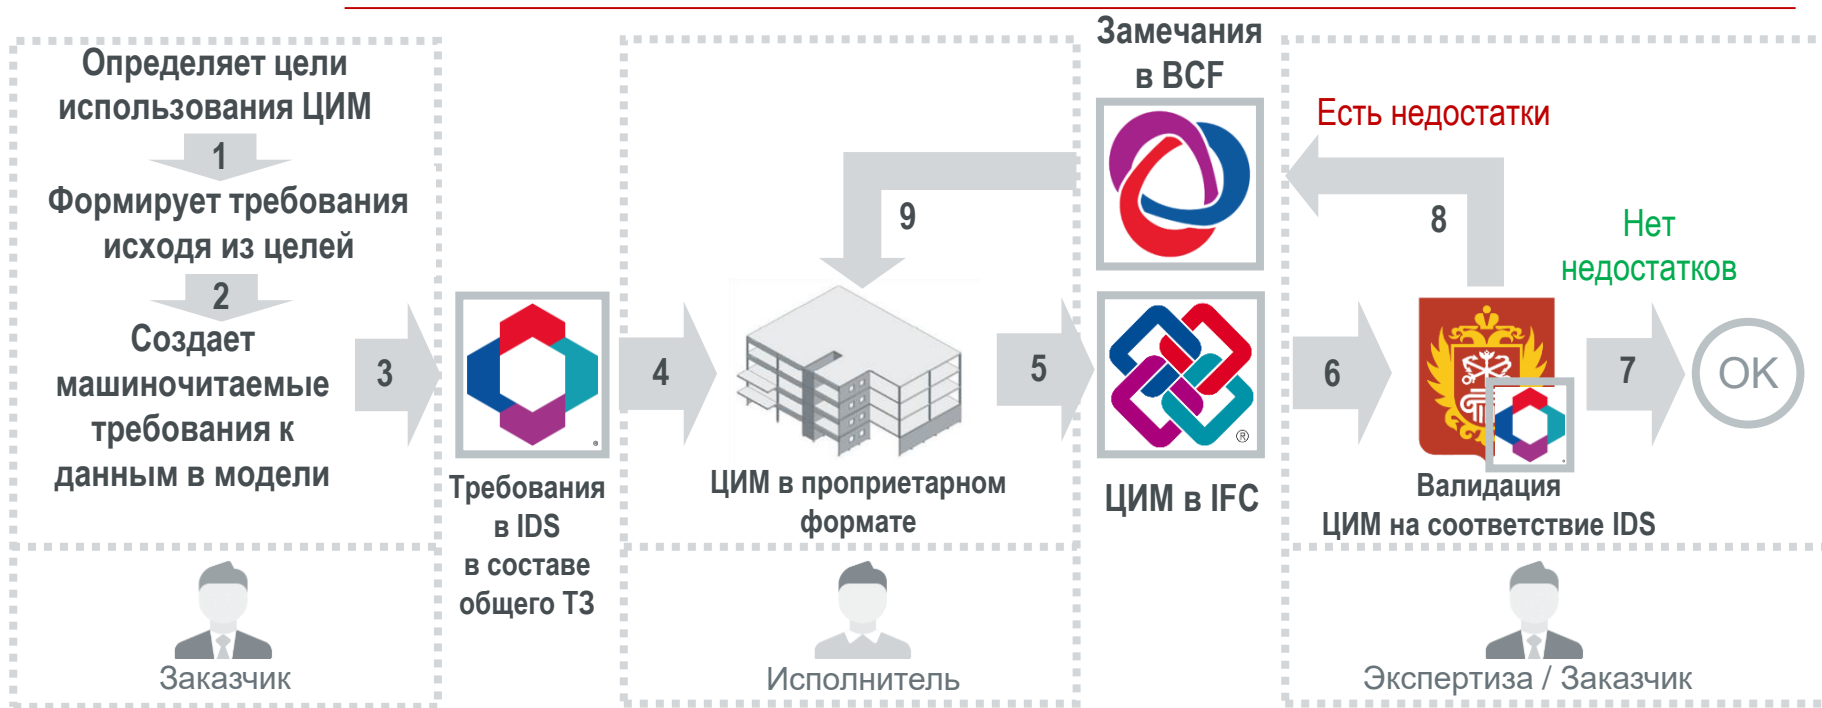 Определяет цели
использования ЦИМ
1
Формирует требования
исходя из целей
2
Создает
машиночитаемые
требования к
данным в модели
3
Заказчик
Требования
в IDS
в составе
общего ТЗ
4
ЦИМ в проприетарном
формате
5
9
Исполнитель
Замечания
в BCF
®
ЦИМ в IFC
6
Есть недостатки
8
Нет
недостатков
7
OK
Валидация
ЦИМ на соответствие IDS
Экспертиза / Заказчик